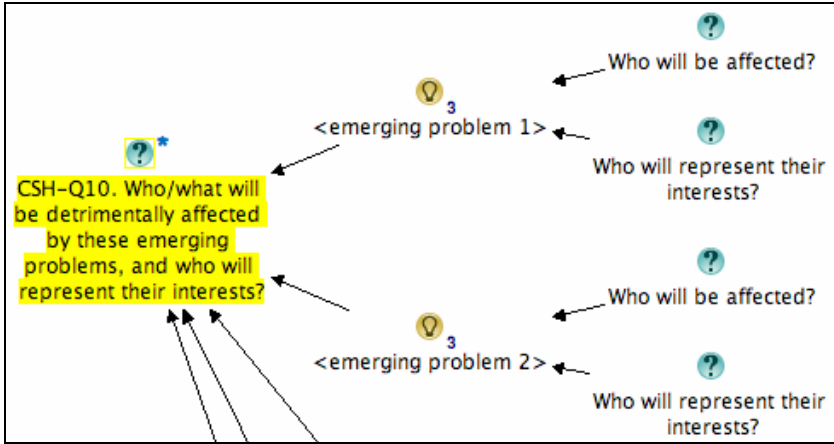 ?
Who will be affected?
3
<emerging problem 1>
?
Who will represent their
interests?
? *
CSH-Q10. Who/what will
be detrimentally affected
by these emerging
problems, and who will
represent their interests?
?
Who will be affected?
3
<emerging problem 2>
?
Who will represent their
interests?